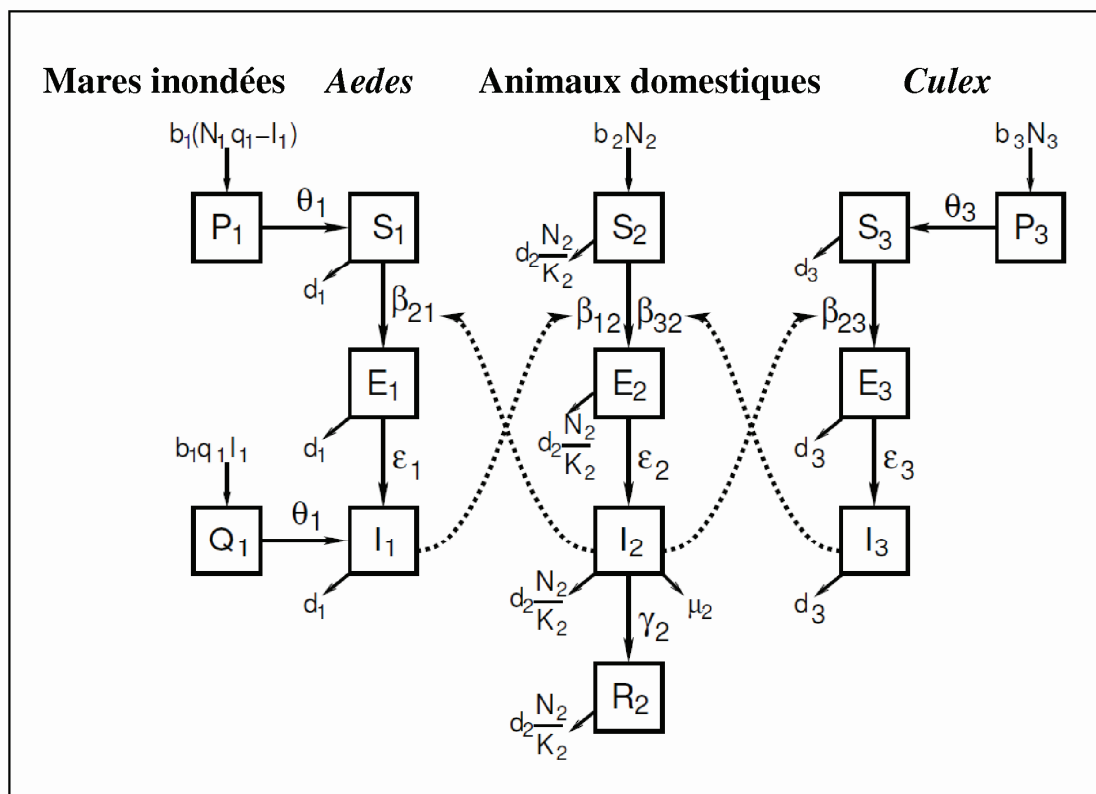 Mares inondées Aedes Animaux domestiques Culex
b₁(N₁q₁−I₁) b₂N₂ b₃N₃
P₁ θ₁ S₁ S₂ S₃ θ₃ P₃
d₁ d₂N₂/K₂ d₃
β₂₁ β₁₂ β₃₂ β₂₃
E₁ E₂ E₃
d₁ d₂N₂/K₂ d₃
b₁q₁I₁ ε₁ ε₂ ε₃
Q₁ θ₁ I₁ I₂ I₃
d₁ d₂N₂/K₂ μ₂ d₃
γ₂
R₂
d₂N₂/K₂